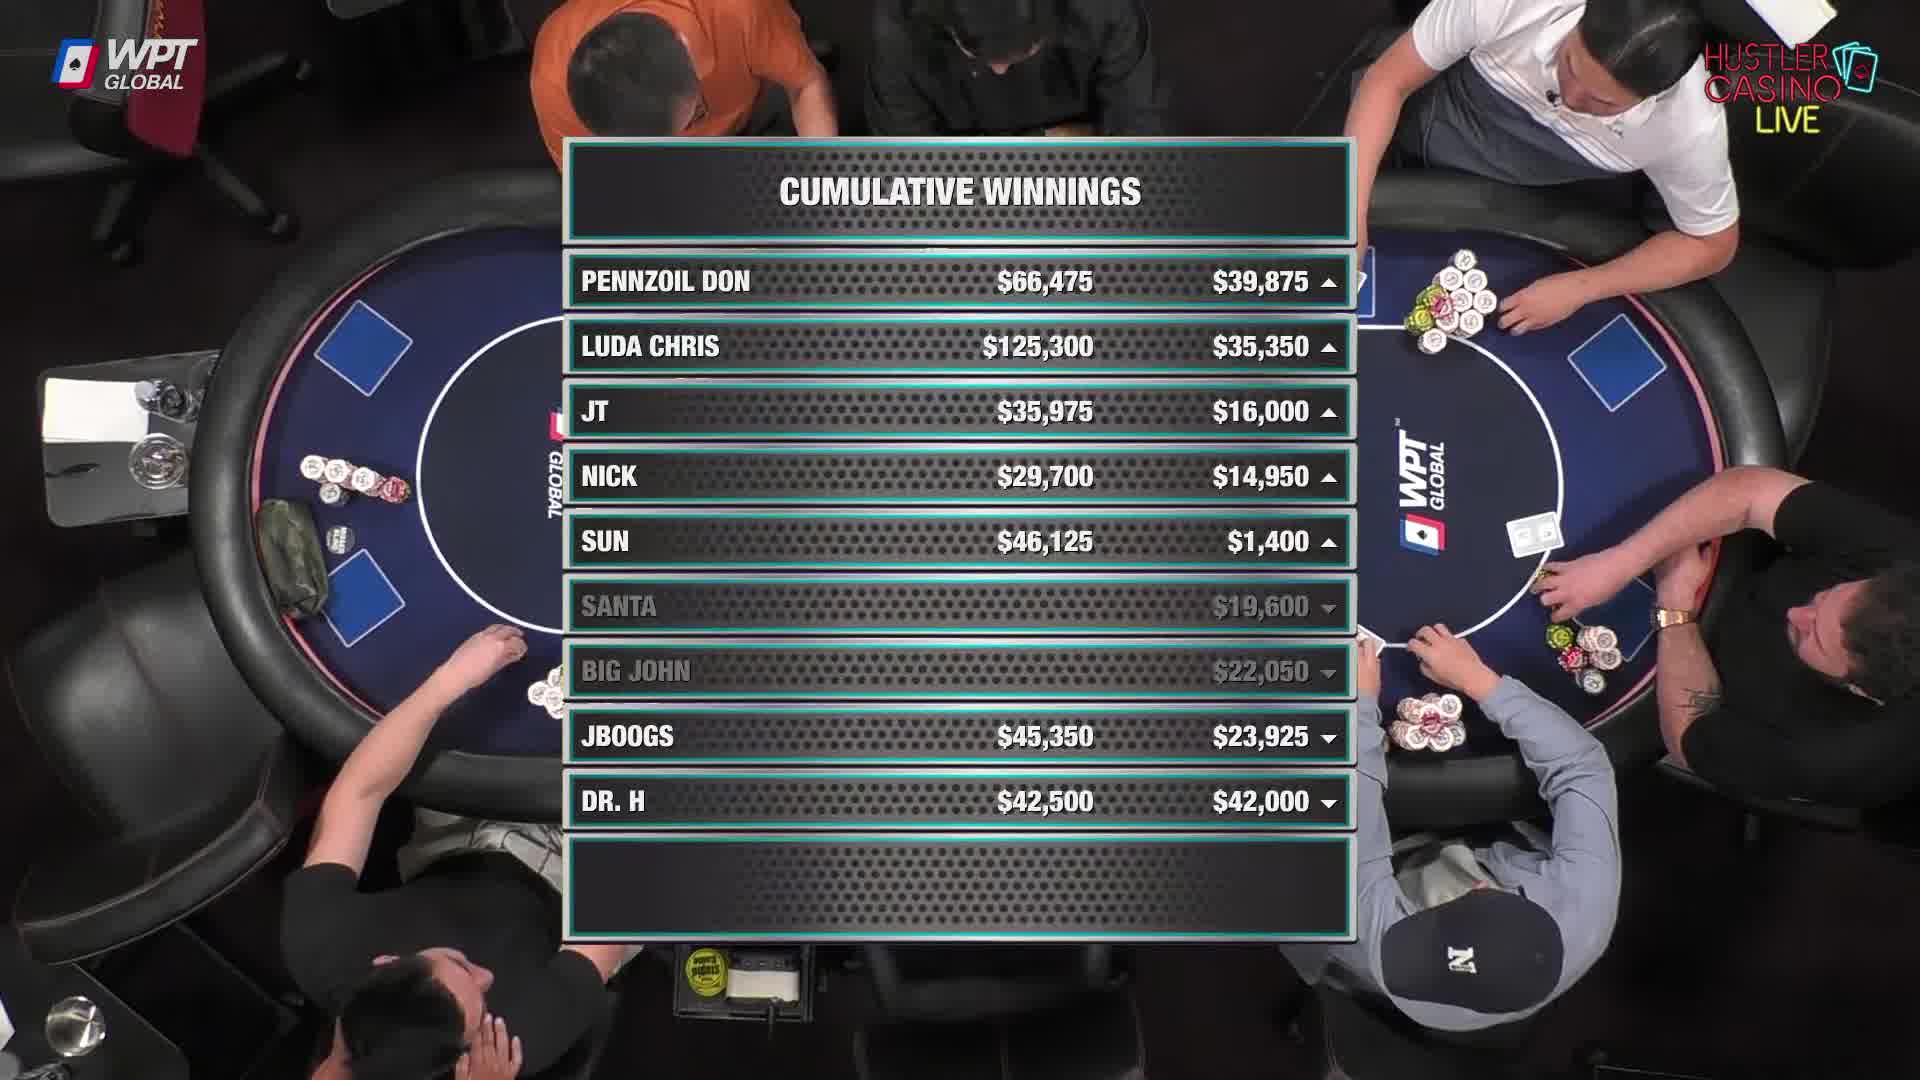 WPT
GLOBAL
HUSTLER
CASINO
LIVE
CUMULATIVE WINNINGS
PENNZOIL DON $66,475 $39,875
LUDA CHRIS $125,300 $35,350
JT $35,975 $16,000
NICK $29,700 $14,950
SUN $46,125 $1,400
SANTA $19,600
BIG JOHN $22,050
JBOOGS $45,350 $23,925
DR. H $42,500 $42,000
GLOBAL
WPT
GLOBAL
N